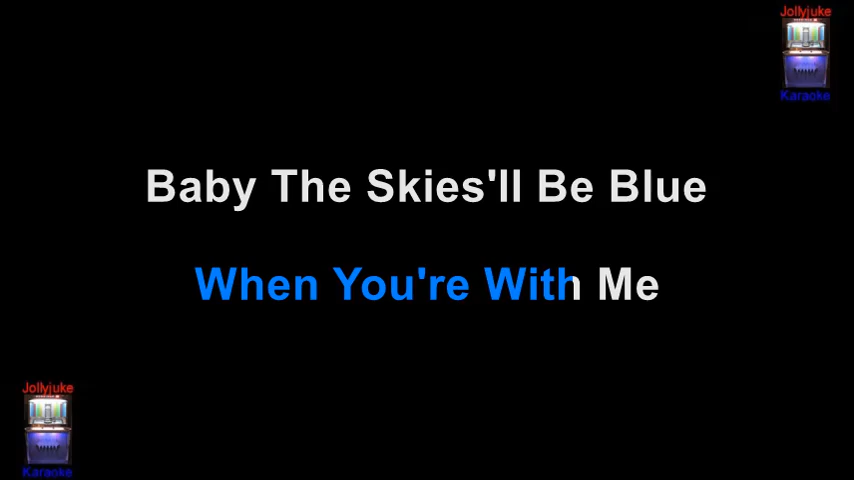 Jollyjuke
Karaoke
Baby The Skies'll Be Blue
When You're With Me
Jollyjuke
Karaoke